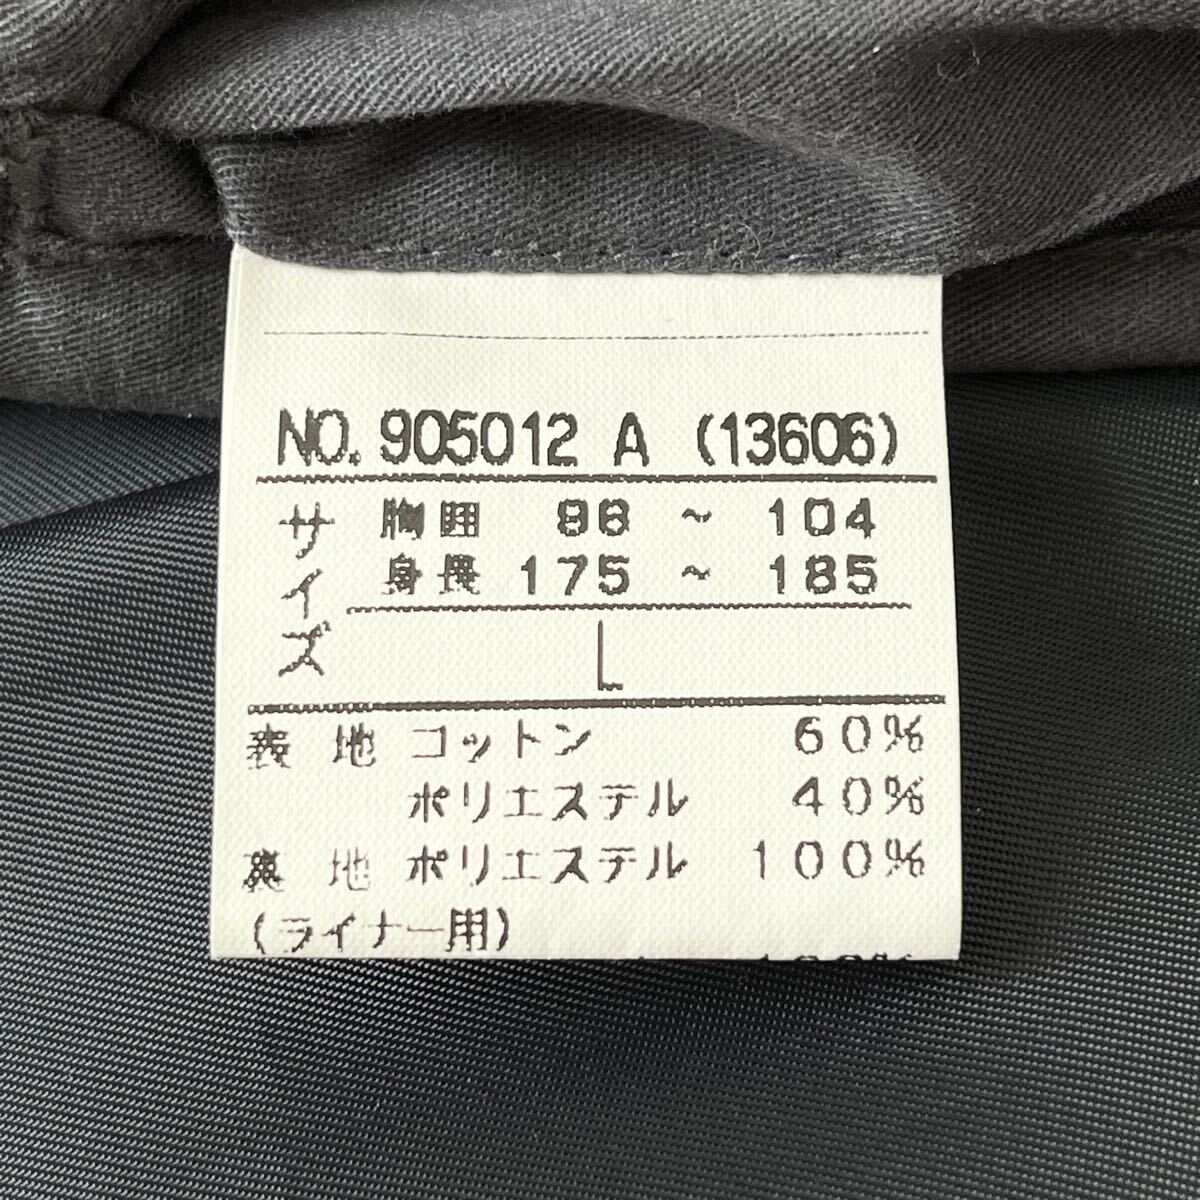 NO. 905012 A (13606)
サイズ
胸囲 96 ~ 104
身長 175 ~ 185
L
表 地 コットン 60%
ポリエステル 40%
裏 地 ポリエステル 100%
(ライナー用)